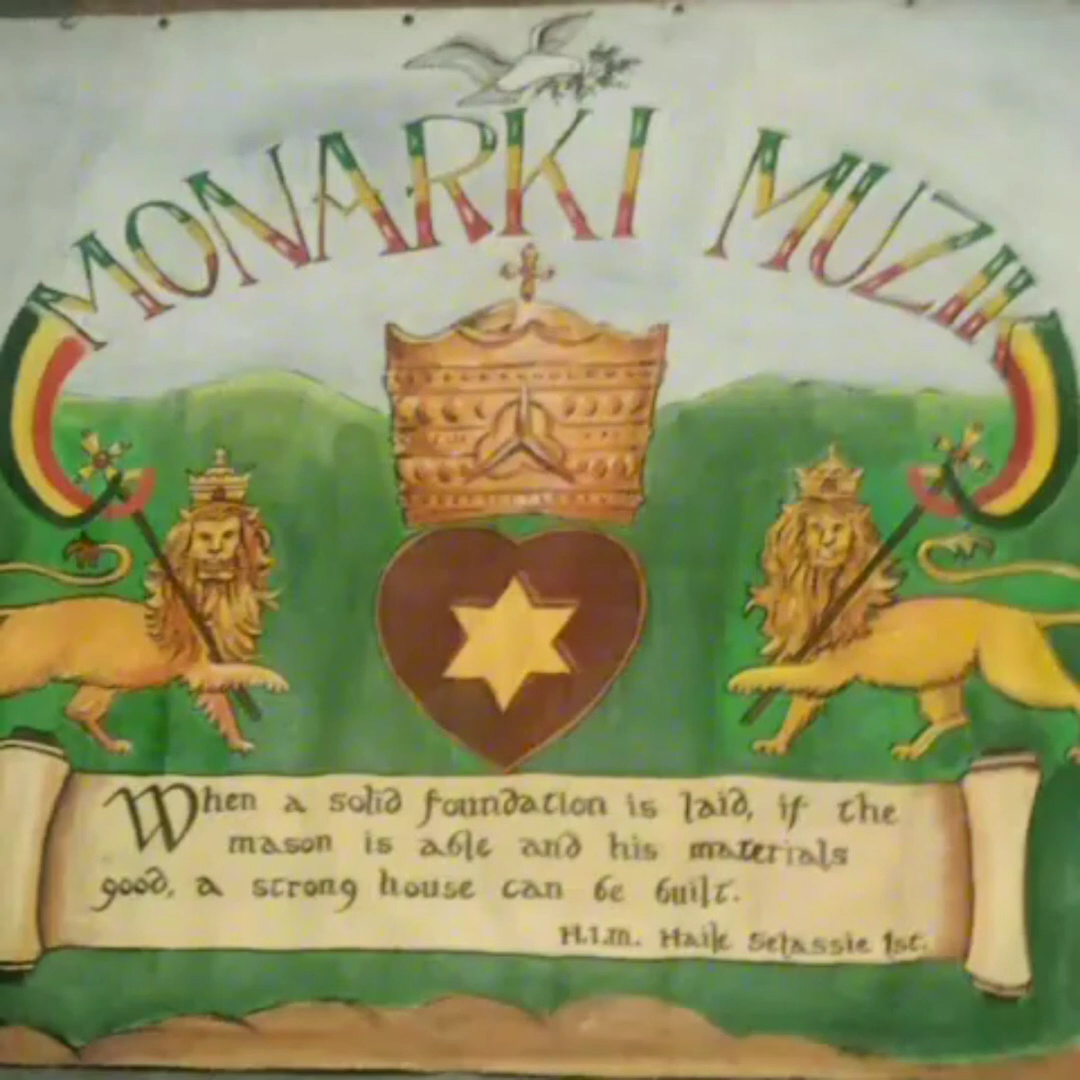 MONARKI MUZIK
When a solid foundation is laid, if the
mason is able and his materials
good, a strong house can be built.
H.I.M. Haile Selassie 1st.